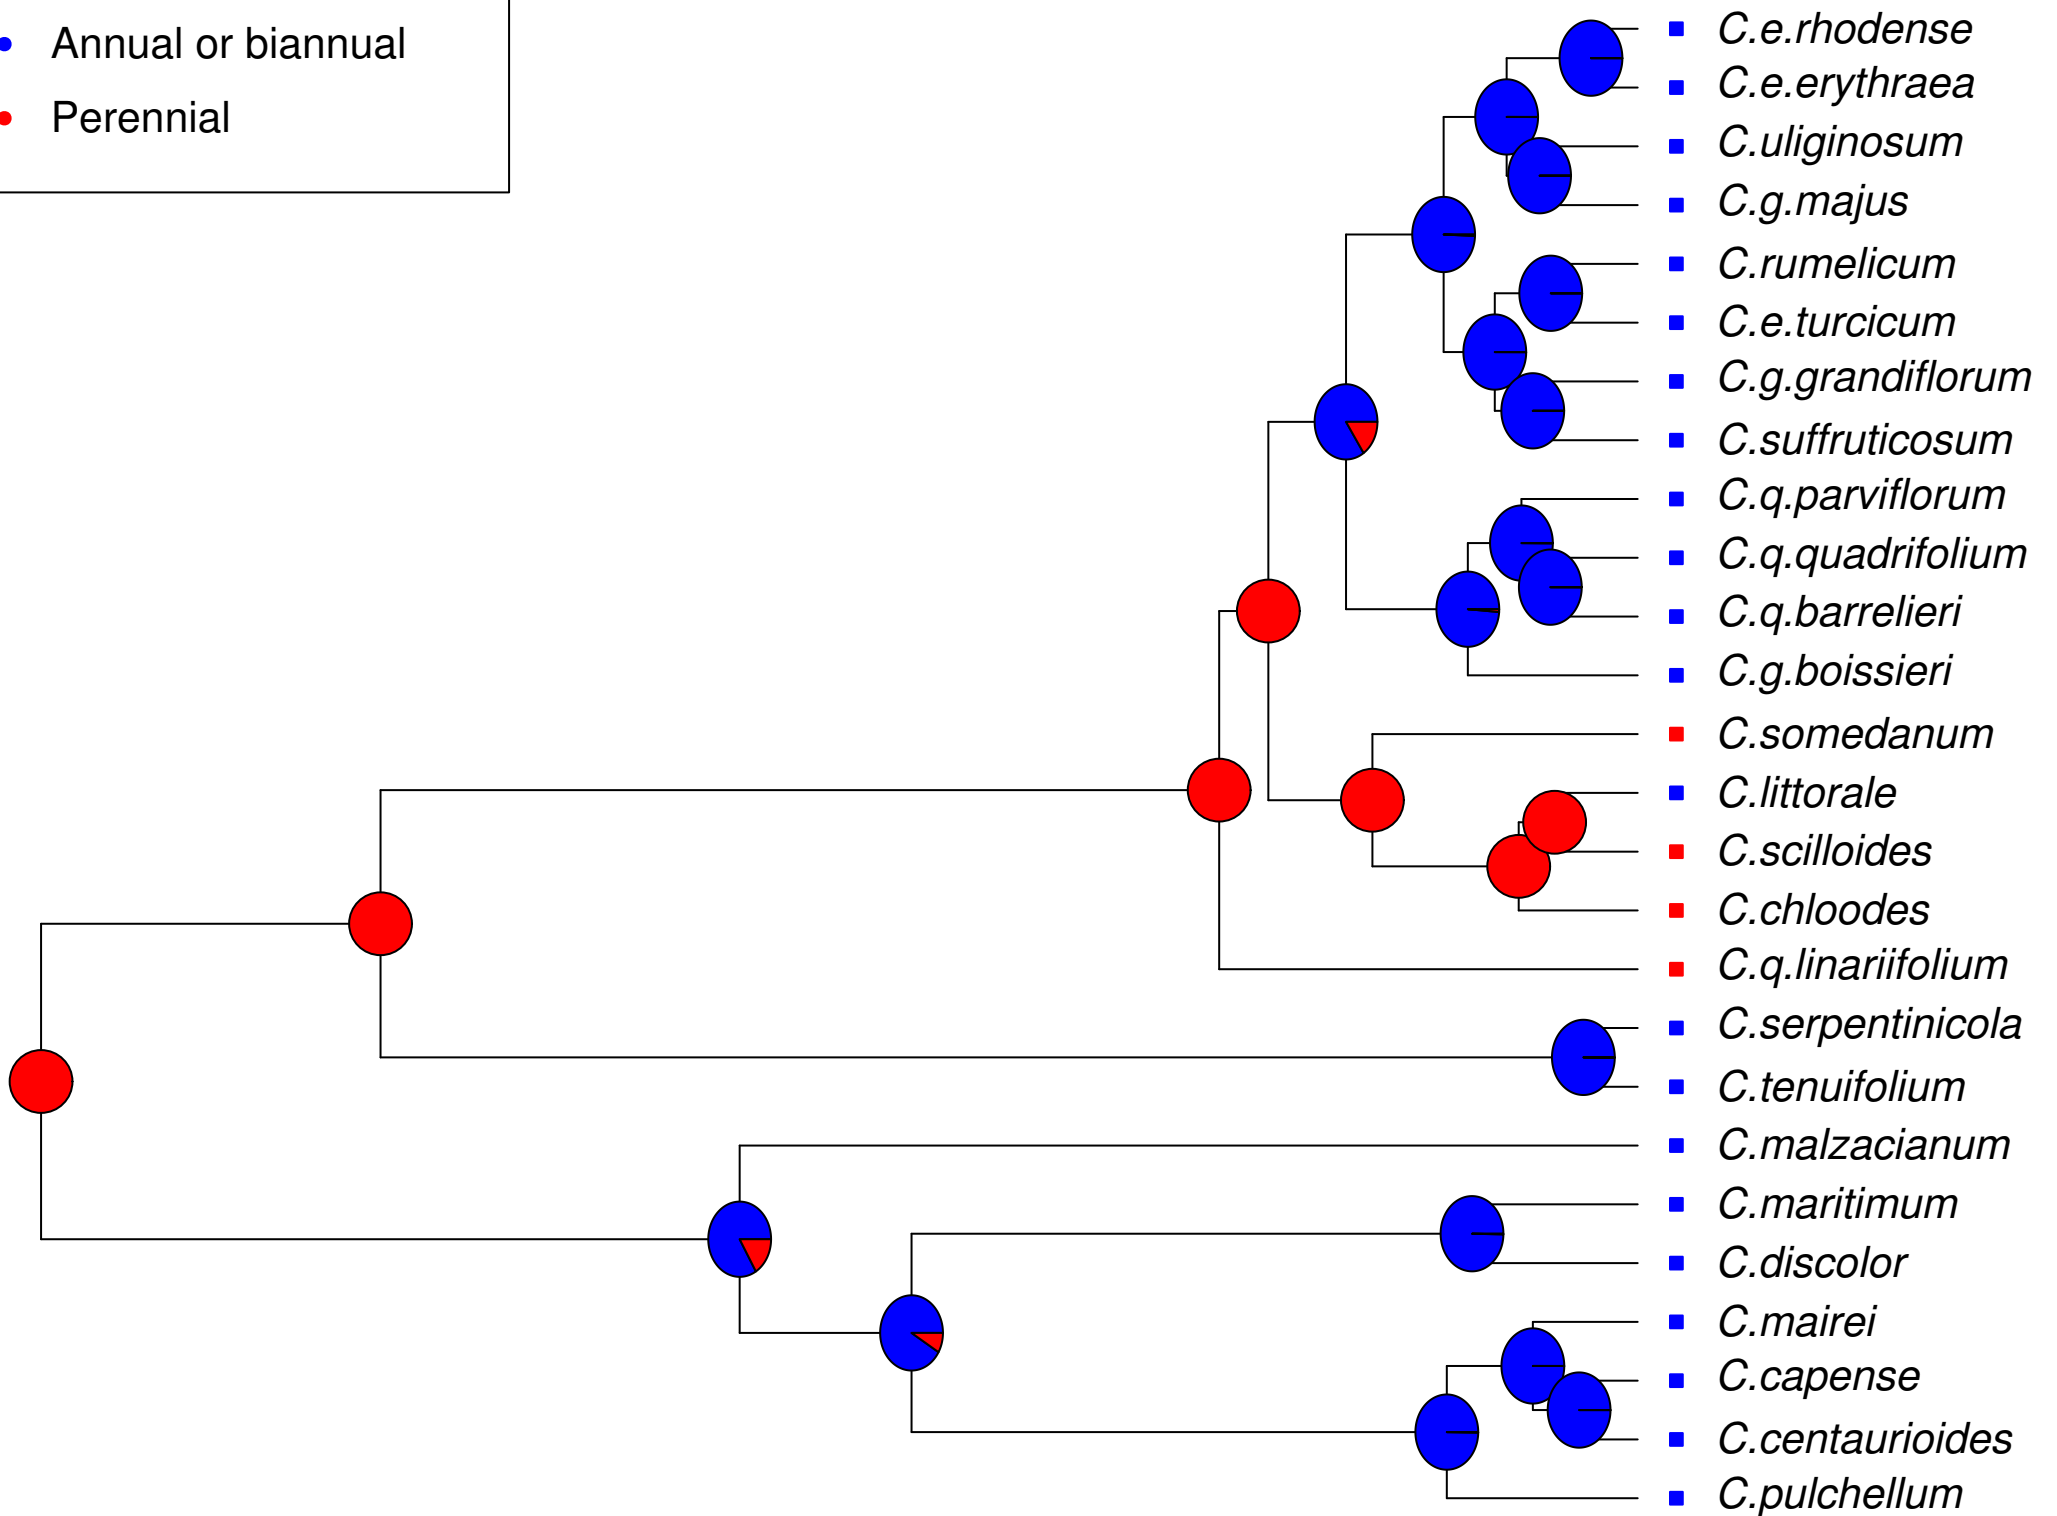 Annual or biannual
Perennial
C.e.rhodense
C.e.erythraea
C.uliginosum
C.g.majus
C.rumelicum
C.e.turcicum
C.g.grandiflorum
C.suffruticosum
C.q.parviflorum
C.q.quadrifolium
C.q.barrelieri
C.g.boissieri
C.somedanum
C.littorale
C.scilloides
C.chloodes
C.q.linariifolium
C.serpentinicola
C.tenuifolium
C.malzacianum
C.maritimum
C.discolor
C.mairei
C.capense
C.centaurioides
C.pulchellum